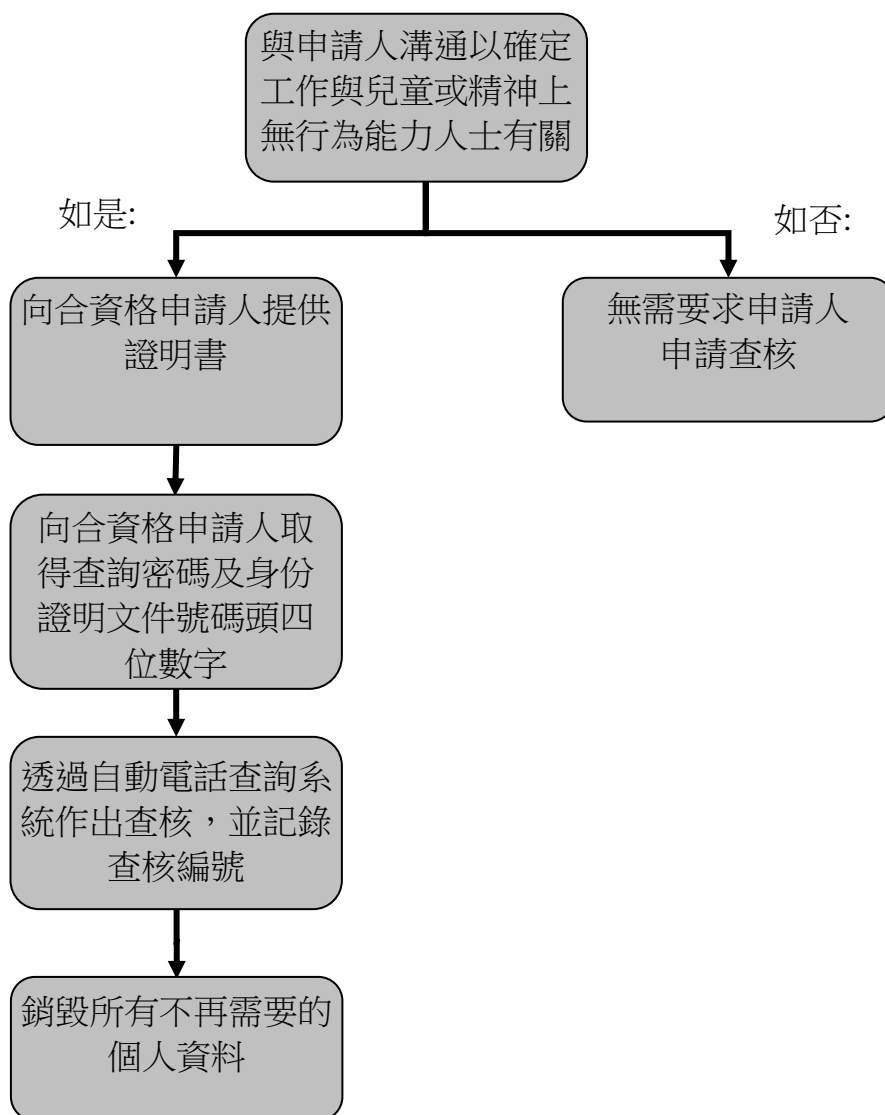 與申請人溝通以確定
工作與兒童或精神上
無行為能力人士有關
如是:
如否:
向合資格申請人提供
證明書
無需要求申請人
申請查核
向合資格申請人取
得查詢密碼及身份
證明文件號碼頭四
位數字
透過自動電話查詢系
統作出查核，並記錄
查核編號
銷毀所有不再需要的
個人資料